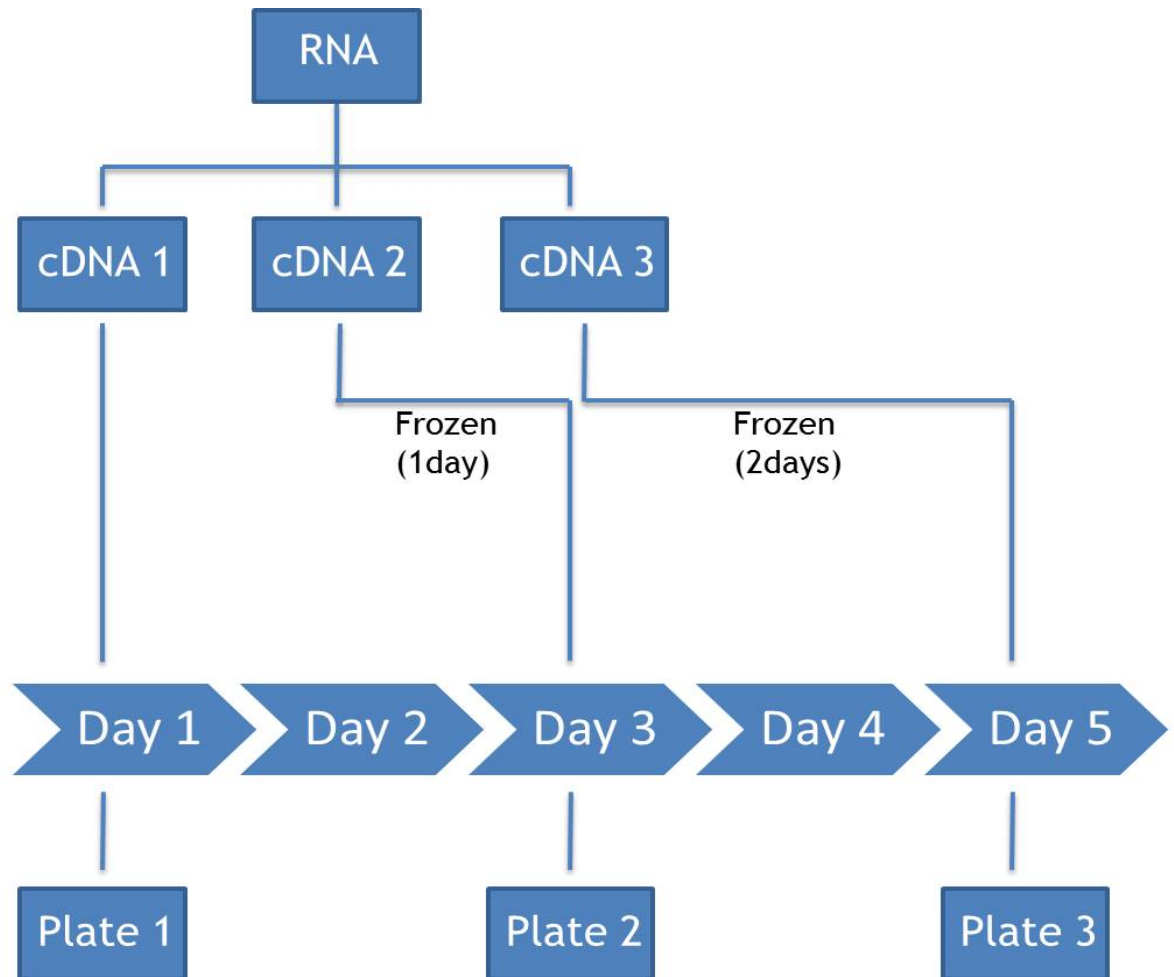 RNA
cDNA 1
cDNA 2
cDNA 3
Frozen
(1day)
Frozen
(2days)
Day 1
Day 2
Day 3
Day 4
Day 5
Plate 1
Plate 2
Plate 3